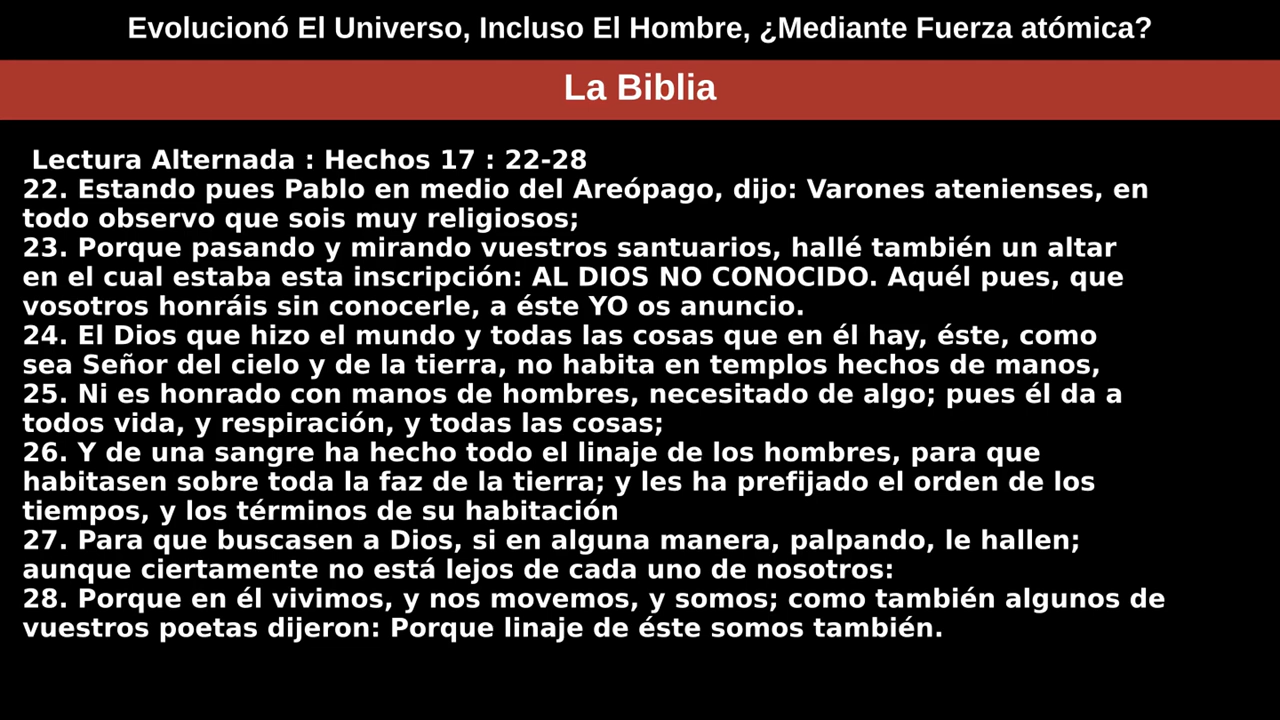 Evolucionó El Universo, Incluso El Hombre, ¿Mediante Fuerza atómica?
La Biblia
Lectura Alternada : Hechos 17 : 22-28
22. Estando pues Pablo en medio del Areópago, dijo: Varones atenienses, en
todo observo que sois muy religiosos;
23. Porque pasando y mirando vuestros santuarios, hallé también un altar
en el cual estaba esta inscripción: AL DIOS NO CONOCIDO. Aquél pues, que
vosotros honráis sin conocerle, a éste YO os anuncio.
24. El Dios que hizo el mundo y todas las cosas que en él hay, éste, como
sea Señor del cielo y de la tierra, no habita en templos hechos de manos,
25. Ni es honrado con manos de hombres, necesitado de algo; pues él da a
todos vida, y respiración, y todas las cosas;
26. Y de una sangre ha hecho todo el linaje de los hombres, para que
habitasen sobre toda la faz de la tierra; y les ha prefijado el orden de los
tiempos, y los términos de su habitación
27. Para que buscasen a Dios, si en alguna manera, palpando, le hallen;
aunque ciertamente no está lejos de cada uno de nosotros:
28. Porque en él vivimos, y nos movemos, y somos; como también algunos de
vuestros poetas dijeron: Porque linaje de éste somos también.